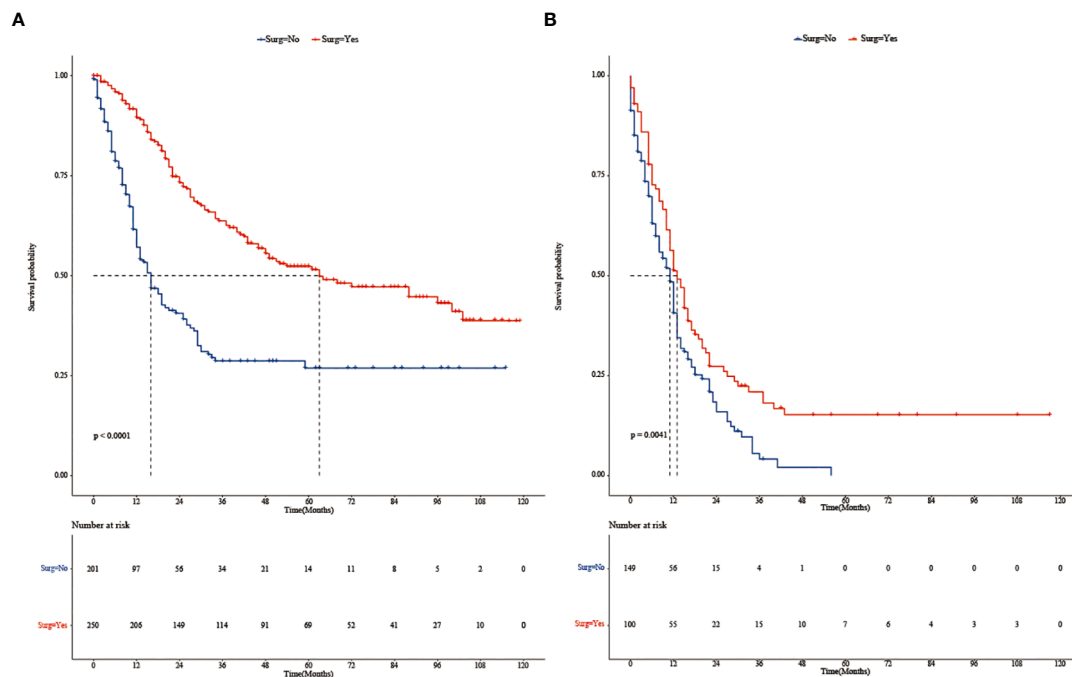 A
Surg=No Surg=Yes
1.00
0.75
0.50
0.25
0.00
Survival probability
p < 0.0001
0 12 24 36 48 60 72 84 96 108 120
Time(Months)
Number at risk
Surg=No 201 97 56 34 21 14 11 8 5 2 0
Surg=Yes 250 206 149 114 91 69 52 41 27 10 0
0 12 24 36 48 60 72 84 96 108 120
Time(Months)
B
Surg=No Surg=Yes
1.00
0.75
0.50
0.25
0.00
Survival probability
p = 0.0041
0 12 24 36 48 60 72 84 96 108 120
Time(Months)
Number at risk
Surg=No 149 56 15 4 1 0 0 0 0 0 0
Surg=Yes 100 55 22 15 10 7 6 4 3 3 0
0 12 24 36 48 60 72 84 96 108 120
Time(Months)